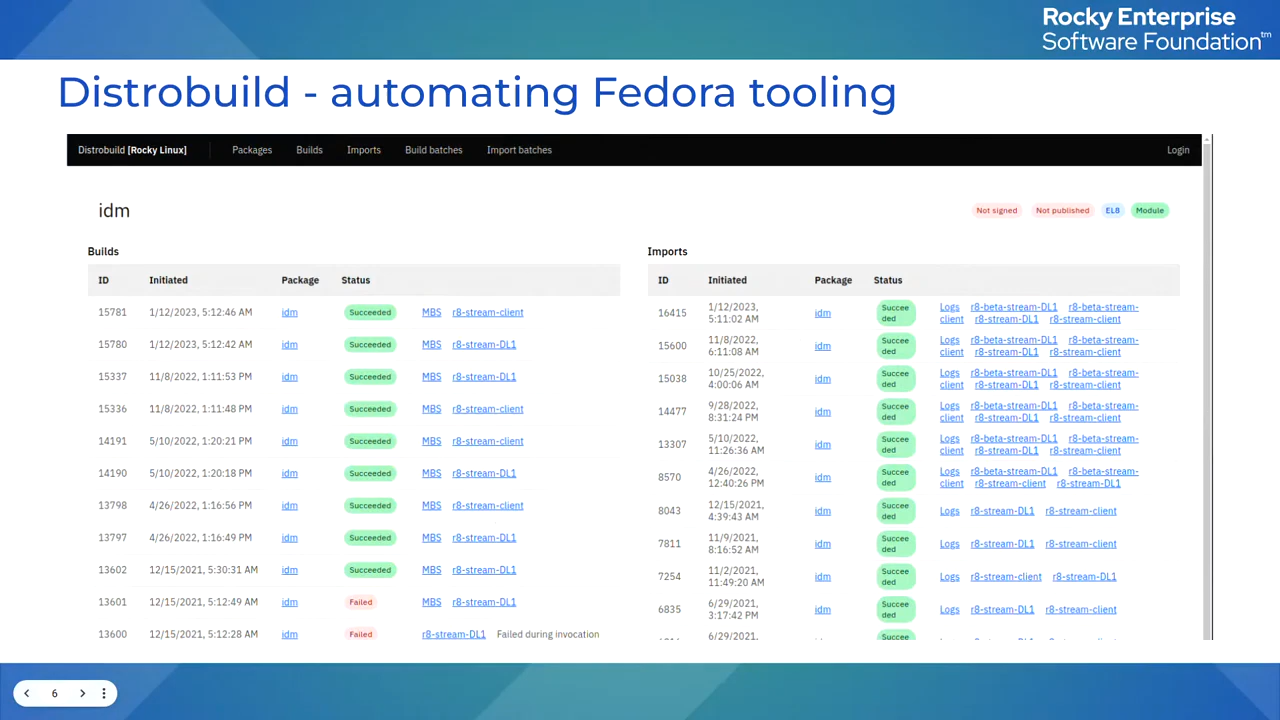 Rocky Enterprise
Software Foundation™
Distrobuild - automating Fedora tooling
Distrobuild [Rocky Linux] Packages Builds Imports Build batches Import batches Login
idm Not signed Not published EL8 Module
Builds
ID Initiated Package Status
15781 1/12/2023, 5:12:46 AM idm Succeeded MBS r8-stream-client
15780 1/12/2023, 5:12:42 AM idm Succeeded MBS r8-stream-DL1
15337 11/8/2022, 1:11:53 PM idm Succeeded MBS r8-stream-DL1
15336 11/8/2022, 1:11:48 PM idm Succeeded MBS r8-stream-client
14191 5/10/2022, 1:20:21 PM idm Succeeded MBS r8-stream-client
14190 5/10/2022, 1:20:18 PM idm Succeeded MBS r8-stream-DL1
13798 4/26/2022, 1:16:56 PM idm Succeeded MBS r8-stream-client
13797 4/26/2022, 1:16:49 PM idm Succeeded MBS r8-stream-DL1
13602 12/15/2021, 5:30:31 AM idm Succeeded MBS r8-stream-DL1
13601 12/15/2021, 5:12:49 AM idm Failed MBS r8-stream-DL1
13600 12/15/2021, 5:12:28 AM idm Failed r8-stream-DL1 Failed during invocation
Imports
ID Initiated Package Status
16415 1/12/2023, 5:11:02 AM idm Succeeded Logs r8-beta-stream-DL1 r8-beta-stream-client r8-stream-DL1 r8-stream-client
15600 11/8/2022, 6:11:08 AM idm Succeeded Logs r8-beta-stream-DL1 r8-beta-stream-client r8-stream-DL1 r8-stream-client
15038 10/25/2022, 4:00:06 AM idm Succeeded Logs r8-beta-stream-DL1 r8-beta-stream-client r8-stream-DL1 r8-stream-client
14477 9/28/2022, 8:31:24 PM idm Succeeded Logs r8-beta-stream-DL1 r8-beta-stream-client r8-stream-DL1 r8-stream-client
13307 5/10/2022, 11:26:36 AM idm Succeeded Logs r8-beta-stream-DL1 r8-beta-stream-client r8-stream-DL1 r8-stream-client
8570 4/26/2022, 12:40:26 PM idm Succeeded Logs r8-beta-stream-DL1 r8-beta-stream-client r8-stream-client r8-stream-DL1
8043 12/15/2021, 4:39:43 AM idm Succeeded Logs r8-stream-DL1 r8-stream-client
7811 11/9/2021, 8:16:52 AM idm Succeeded Logs r8-stream-DL1 r8-stream-client
7254 11/2/2021, 11:49:20 AM idm Succeeded Logs r8-stream-client r8-stream-DL1
6835 6/29/2021, 3:17:42 PM idm Succeeded Logs r8-stream-DL1 r8-stream-client
6/29/2021, Succee
6